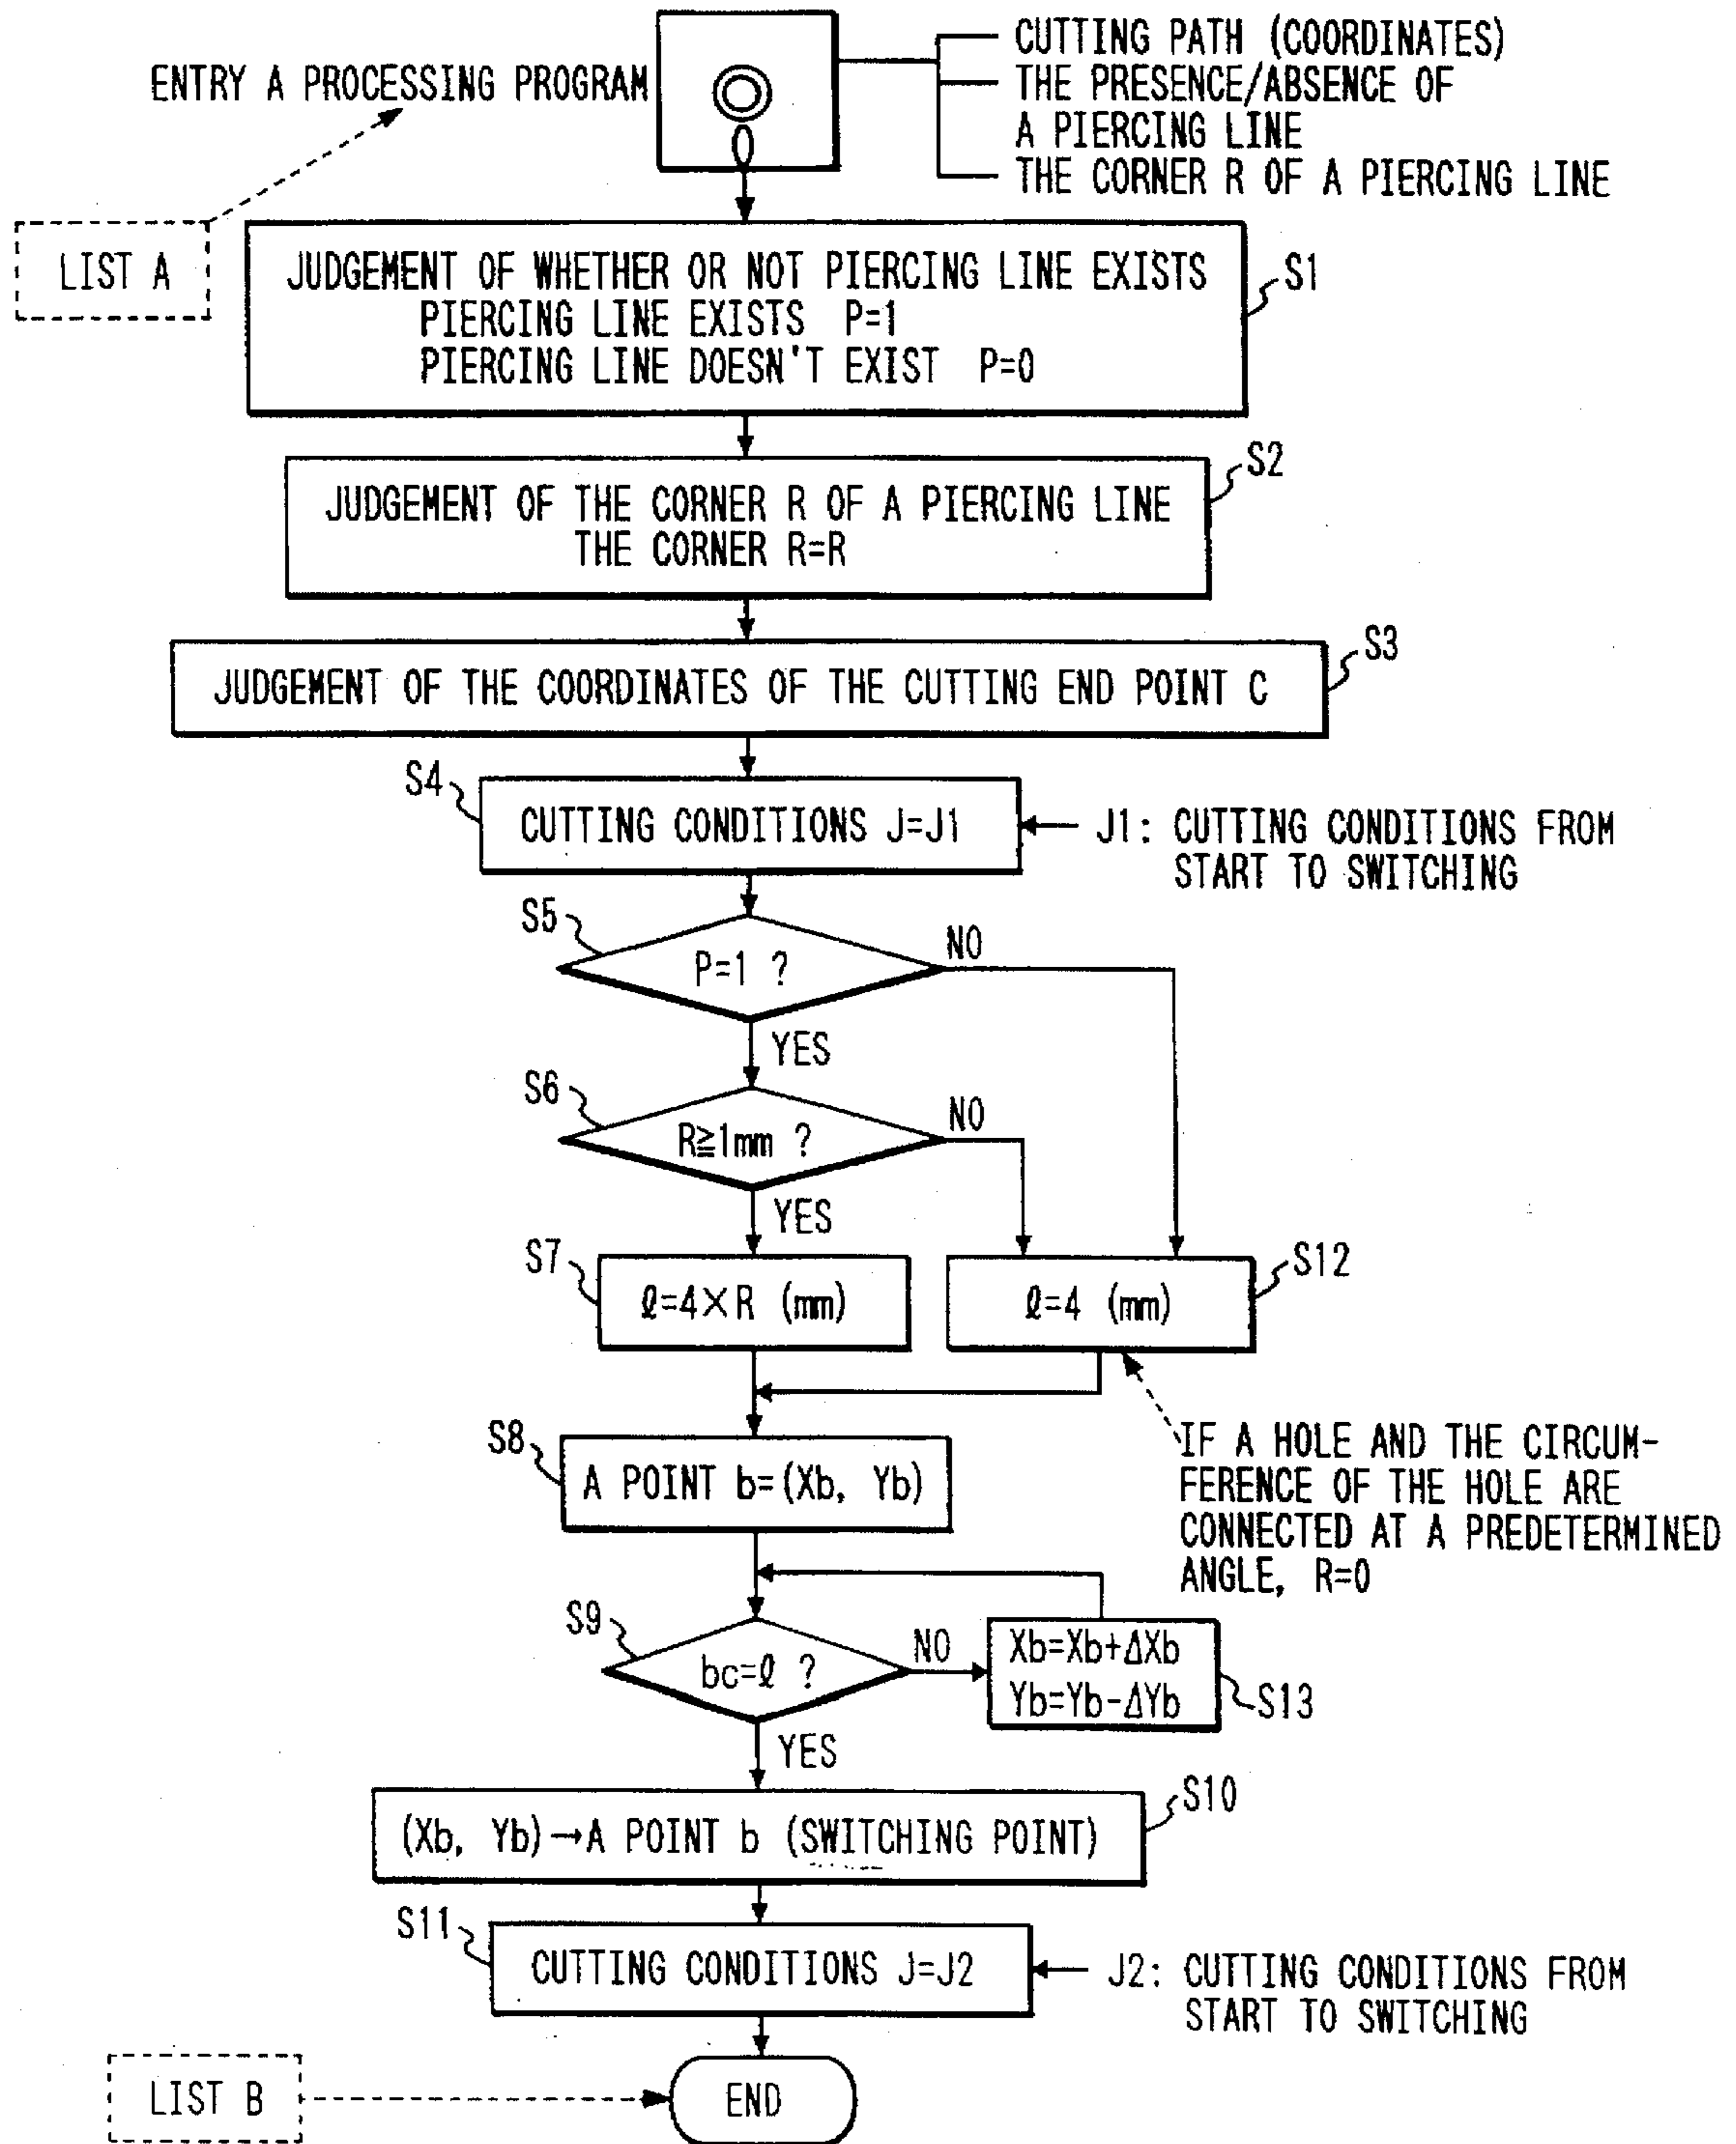 ENTRY A PROCESSING PROGRAM
CUTTING PATH (COORDINATES)
THE PRESENCE/ABSENCE OF
A PIERCING LINE
THE CORNER R OF A PIERCING LINE
LIST A
JUDGEMENT OF WHETHER OR NOT PIERCING LINE EXISTS
PIERCING LINE EXISTS P=1
PIERCING LINE DOESN'T EXIST P=0
S1
JUDGEMENT OF THE CORNER R OF A PIERCING LINE
THE CORNER R=R
S2
JUDGEMENT OF THE COORDINATES OF THE CUTTING END POINT C
S3
S4
CUTTING CONDITIONS J=J1
J1: CUTTING CONDITIONS FROM
START TO SWITCHING
S5
P=1 ?
NO
YES
S6
R≧1mm ?
NO
YES
S7
ℓ=4×R (mm)
ℓ=4 (mm)
S12
IF A HOLE AND THE CIRCUM-
FERENCE OF THE HOLE ARE
CONNECTED AT A PREDETERMINED
ANGLE, R=0
S8
A POINT b=(Xb, Yb)
S9
bc=ℓ ?
NO
Xb=Xb+ΔXb
Yb=Yb-ΔYb
S13
YES
(Xb, Yb)→A POINT b (SWITCHING POINT)
S10
S11
CUTTING CONDITIONS J=J2
J2: CUTTING CONDITIONS FROM
START TO SWITCHING
LIST B
END